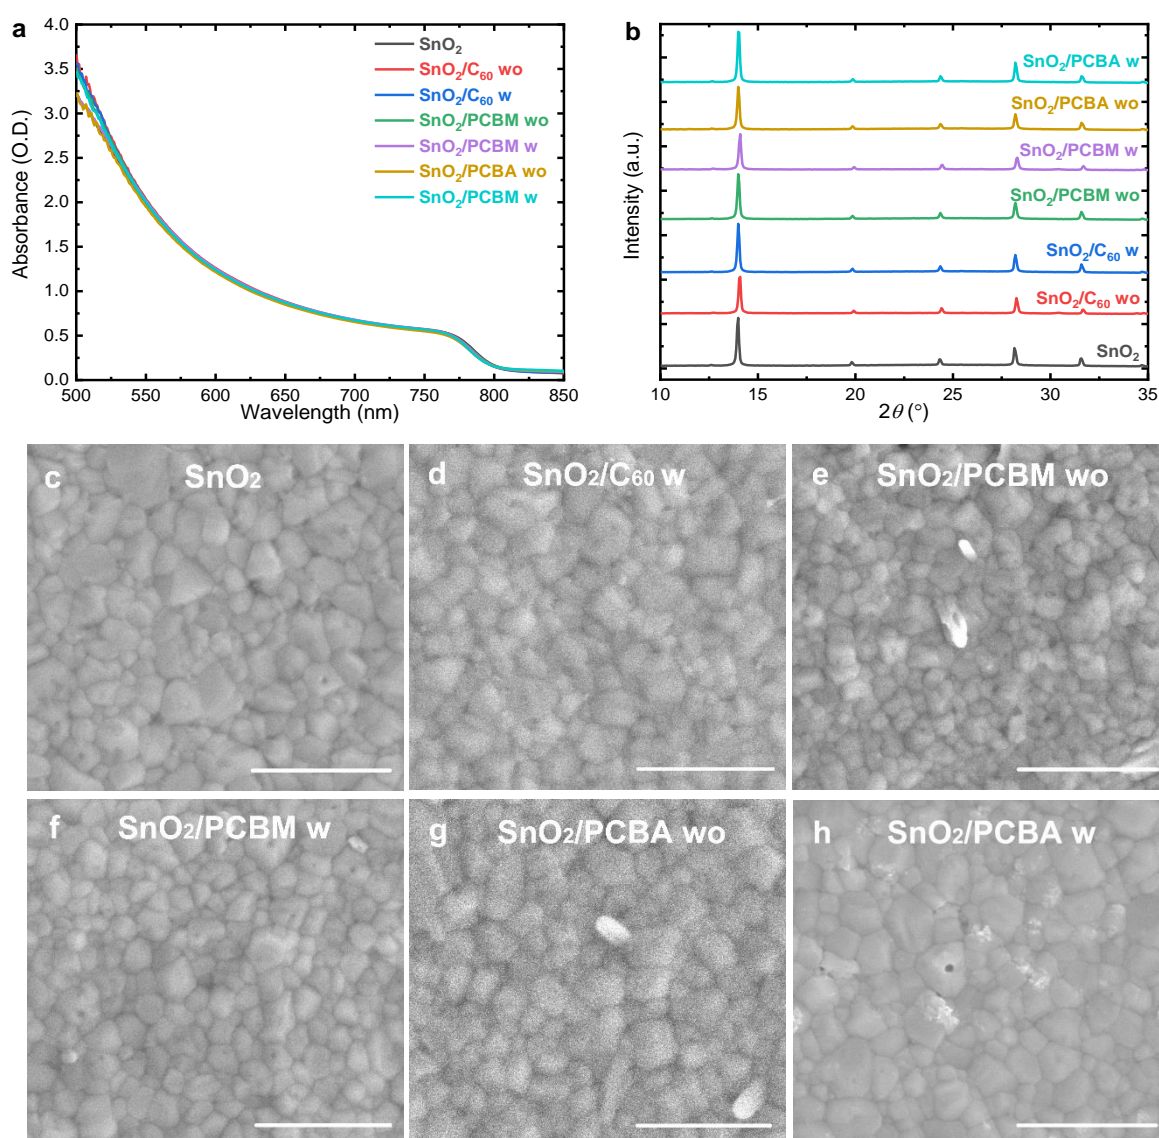 a
4.0
3.5
3.0
2.5
2.0
1.5
1.0
0.5
0.0
Absorbance (O.D.)
500 550 600 650 700 750 800 850
Wavelength (nm)
SnO2
SnO2/C60 wo
SnO2/C60 w
SnO2/PCBM wo
SnO2/PCBM w
SnO2/PCBA wo
SnO2/PCBM w
b
Intensity (a.u.)
SnO2/PCBA w
SnO2/PCBA wo
SnO2/PCBM w
SnO2/PCBM wo
SnO2/C60 w
SnO2/C60 wo
SnO2
10 15 20 25 30 35
2θ (°)
c SnO2
d SnO2/C60 w
e SnO2/PCBM wo
f SnO2/PCBM w
g SnO2/PCBA wo
h SnO2/PCBA w